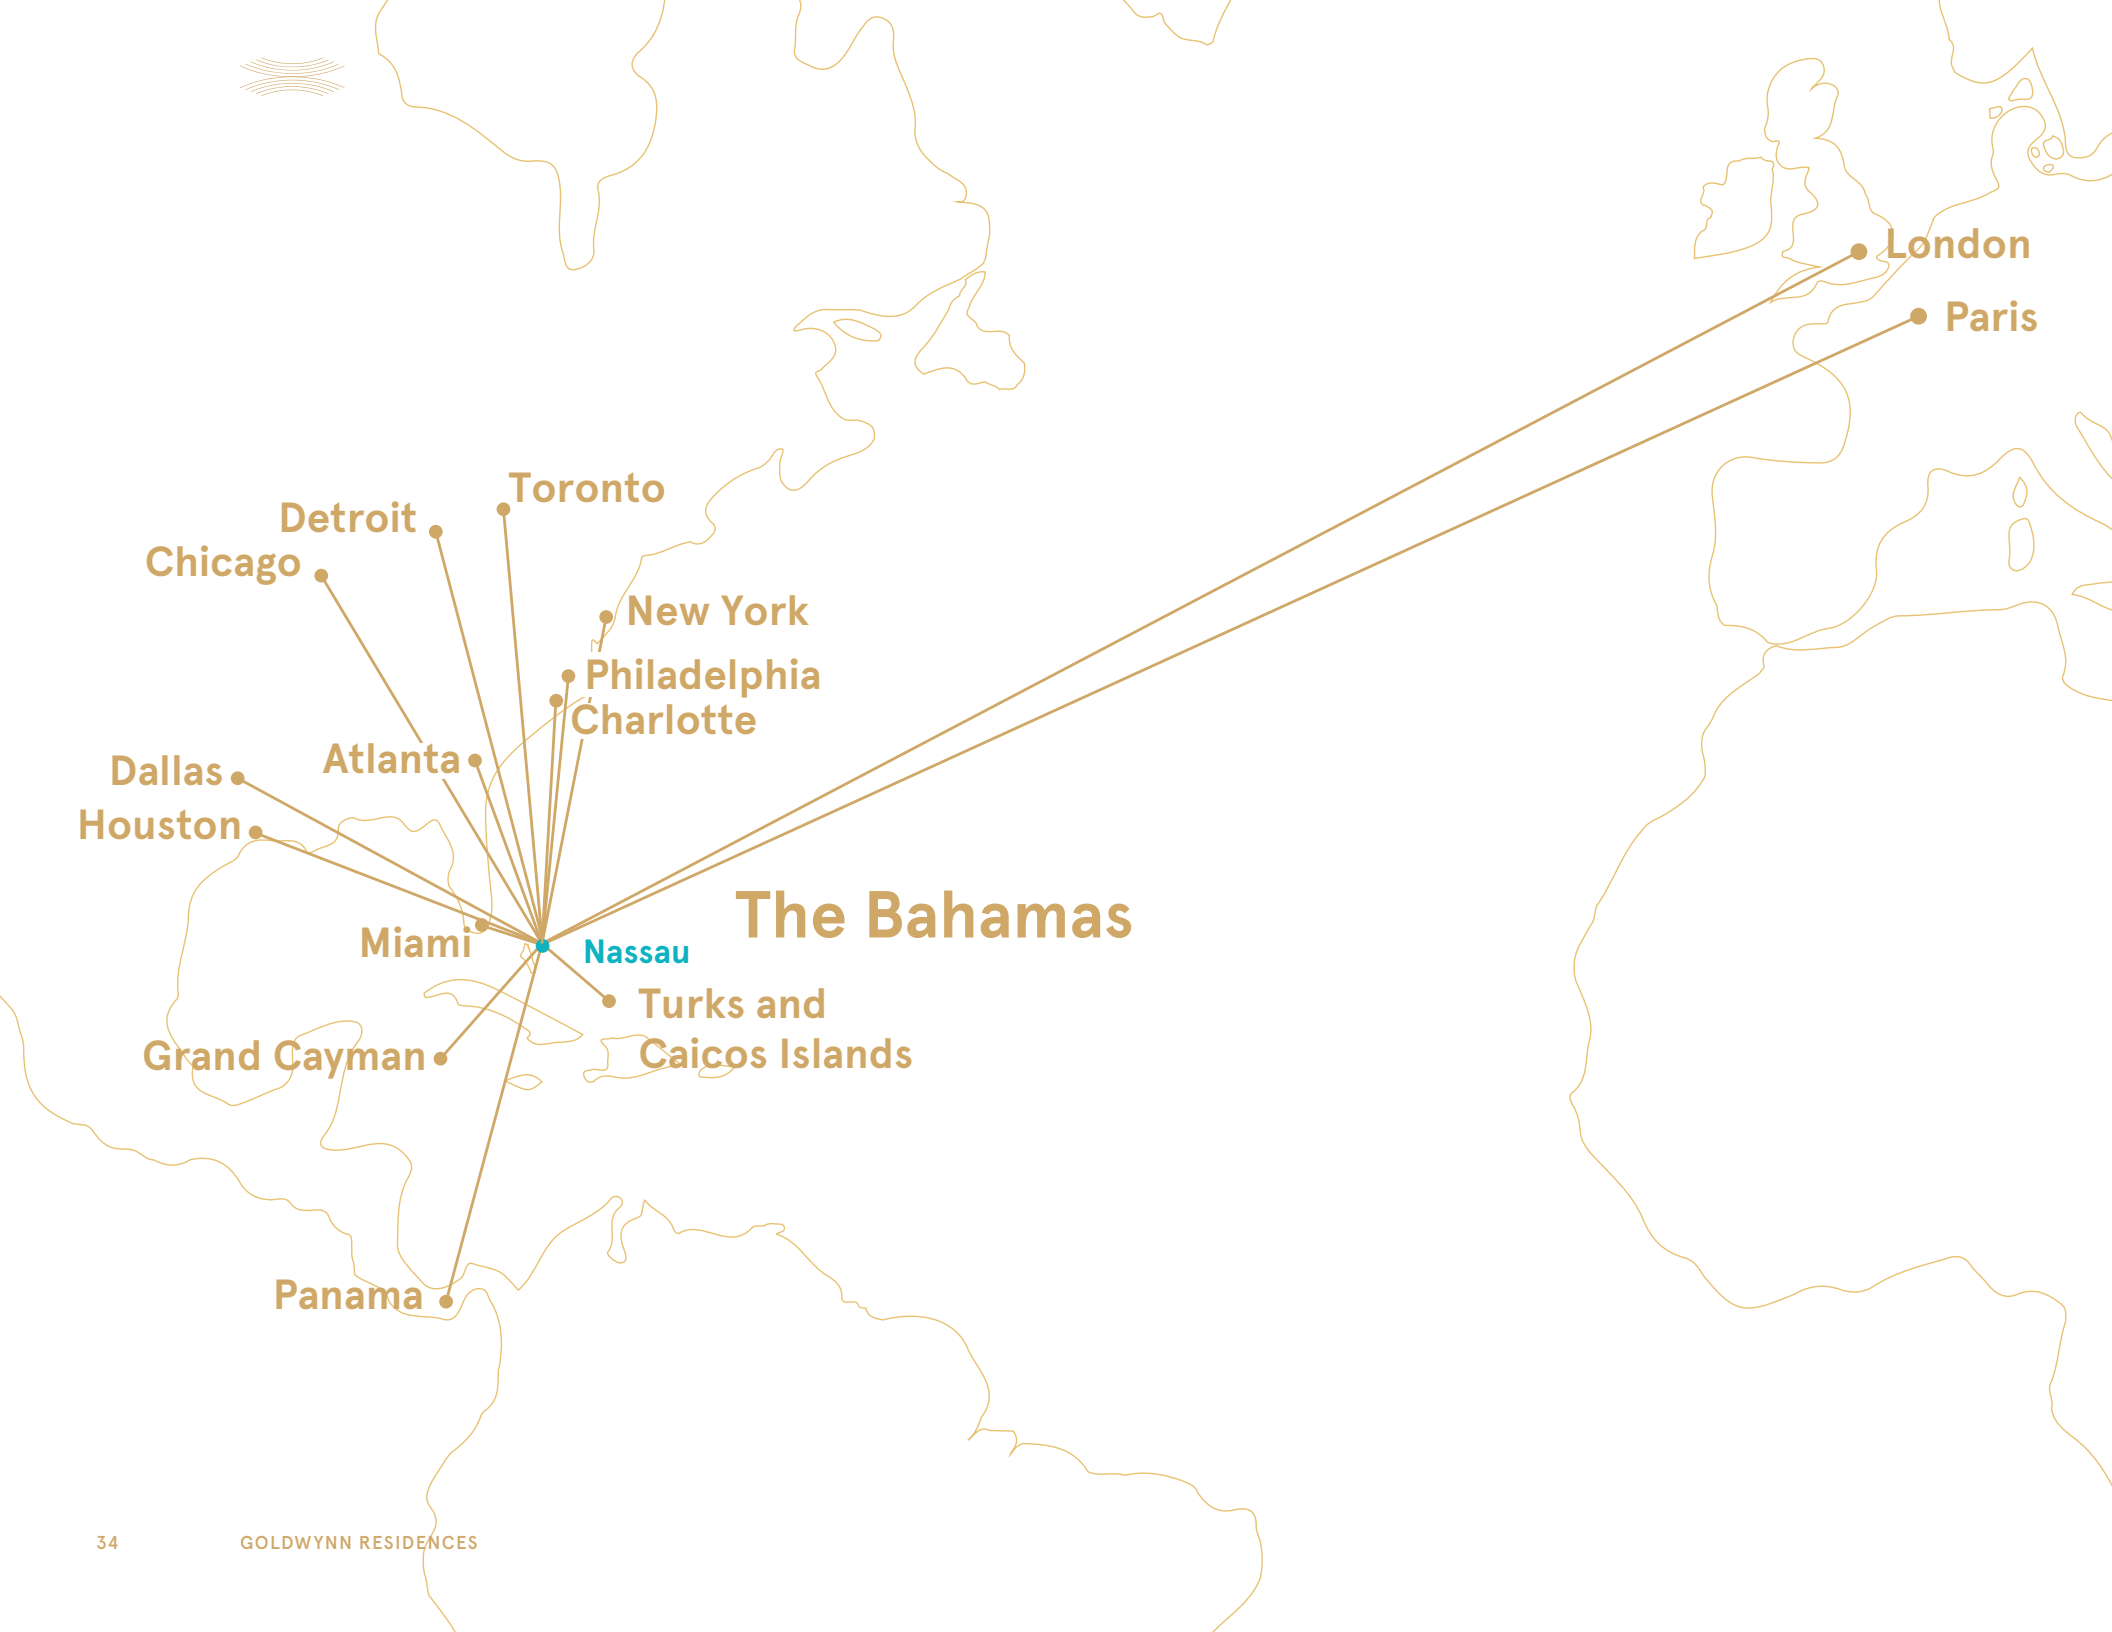 London
Paris
Toronto
Detroit
Chicago
New York
Philadelphia
Charlotte
Atlanta
Dallas
Houston
The Bahamas
Miami
Nassau
Turks and
Caicos Islands
Grand Cayman
Panama
34
GOLDWYNN RESIDENCES